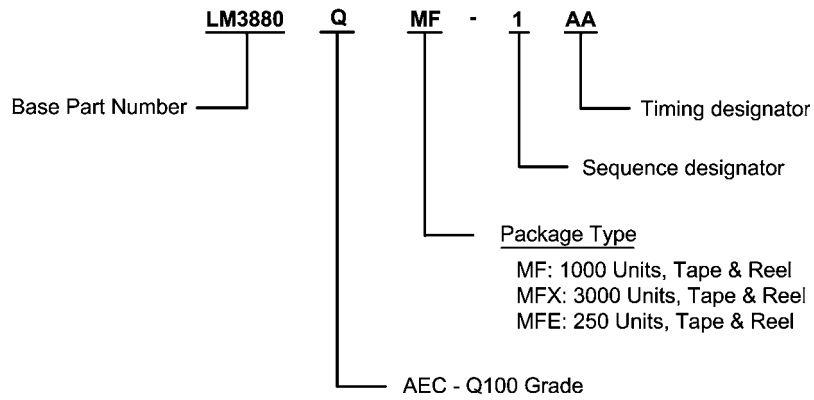 LM3880 Q MF - 1 AA
Base Part Number
Timing designator
Sequence designator
Package Type
MF: 1000 Units, Tape & Reel
MFX: 3000 Units, Tape & Reel
MFE: 250 Units, Tape & Reel
AEC - Q100 Grade